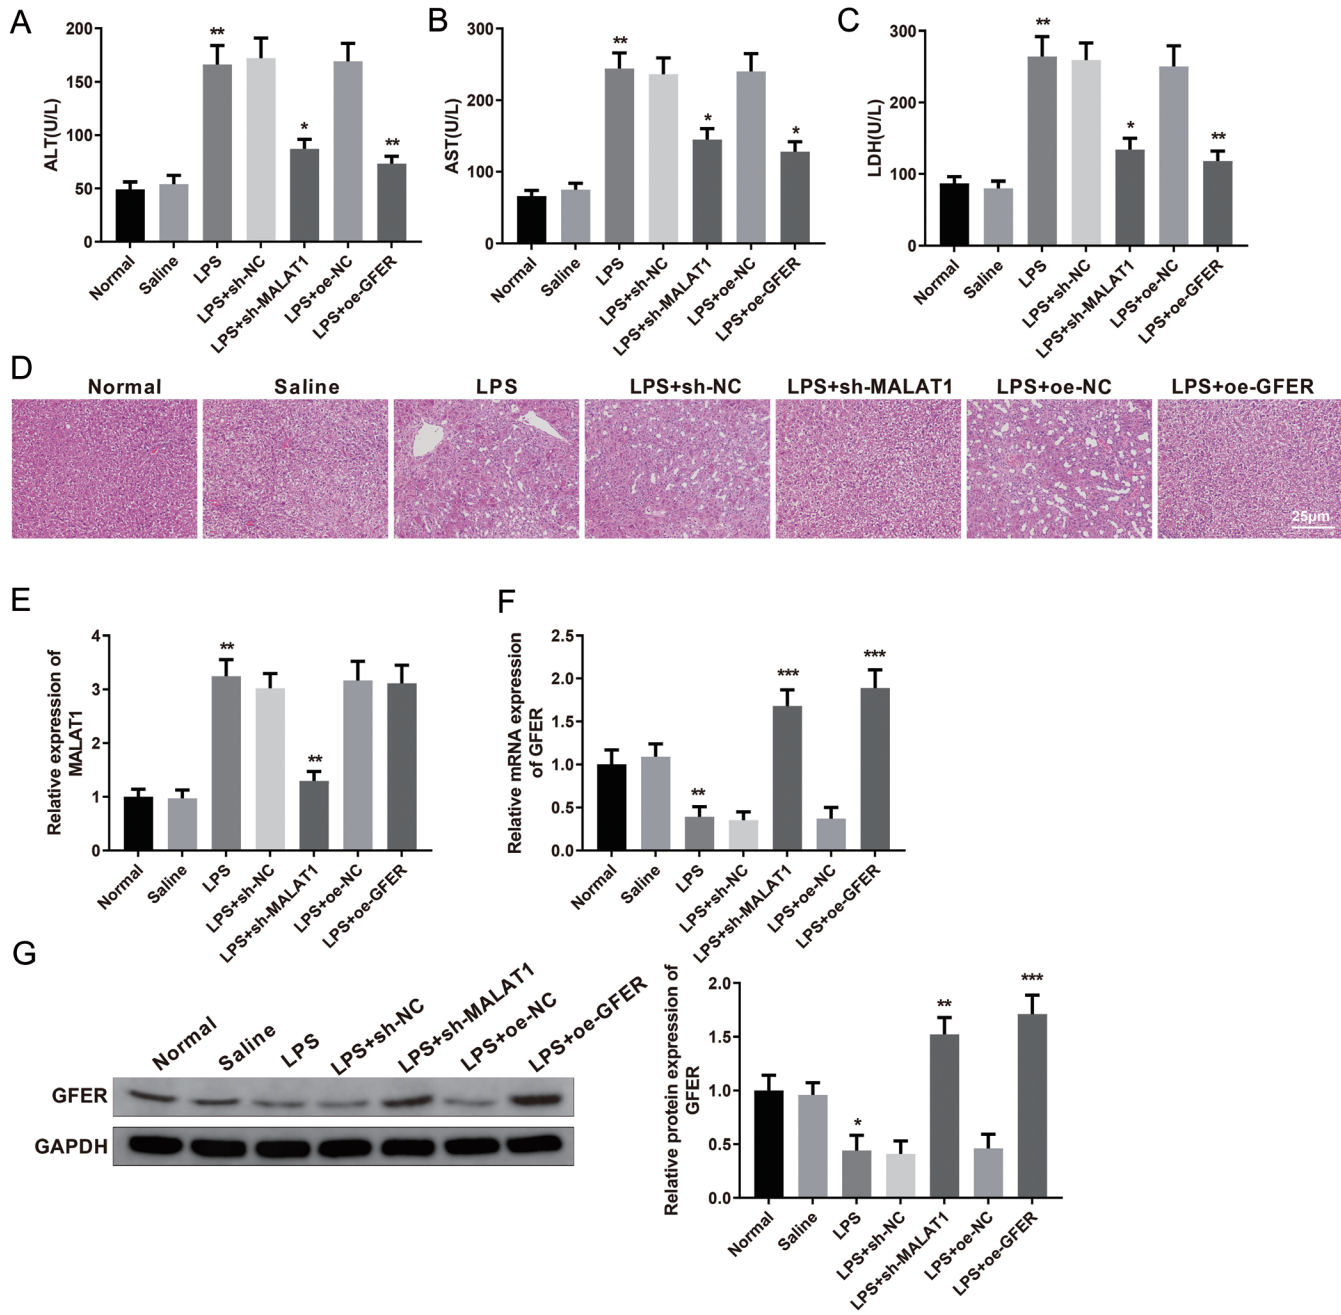 A
ALT(U/L)
200
150
100
50
0
**
*
**
Normal
Saline
LPS
LPS+sh-NC
LPS+sh-MALAT1
LPS+oe-NC
LPS+oe-GFER
B
AST(U/L)
300
200
100
0
**
*
*
Normal
Saline
LPS
LPS+sh-NC
LPS+sh-MALAT1
LPS+oe-NC
LPS+oe-GFER
C
LDH(U/L)
300
200
100
0
**
*
**
Normal
Saline
LPS
LPS+sh-NC
LPS+sh-MALAT1
LPS+oe-NC
LPS+oe-GFER
D
Normal
Saline
LPS
LPS+sh-NC
LPS+sh-MALAT1
LPS+oe-NC
LPS+oe-GFER
25μm
E
Relative expression of
MALAT1
4
3
2
1
0
**
**
Normal
Saline
LPS
LPS+sh-NC
LPS+sh-MALAT1
LPS+oe-NC
LPS+oe-GFER
F
Relative mRNA expression
of GFER
2.5
2.0
1.5
1.0
0.5
0.0
**
***
***
Normal
Saline
LPS
LPS+sh-NC
LPS+sh-MALAT1
LPS+oe-NC
LPS+oe-GFER
G
Normal
Saline
LPS
LPS+sh-NC
LPS+sh-MALAT1
LPS+oe-NC
LPS+oe-GFER
GFER
GAPDH
Relative protein expression of
GFER
2.0
1.5
1.0
0.5
0.0
*
**
***
Normal
Saline
LPS
LPS+sh-NC
LPS+sh-MALAT1
LPS+oe-NC
LPS+oe-GFER